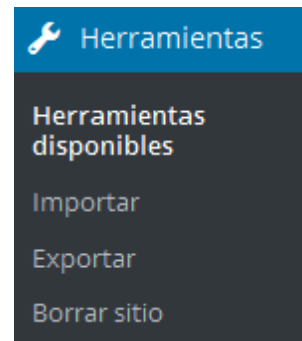 Herramientas
Herramientas
disponibles
Importar
Exportar
Borrar sitio